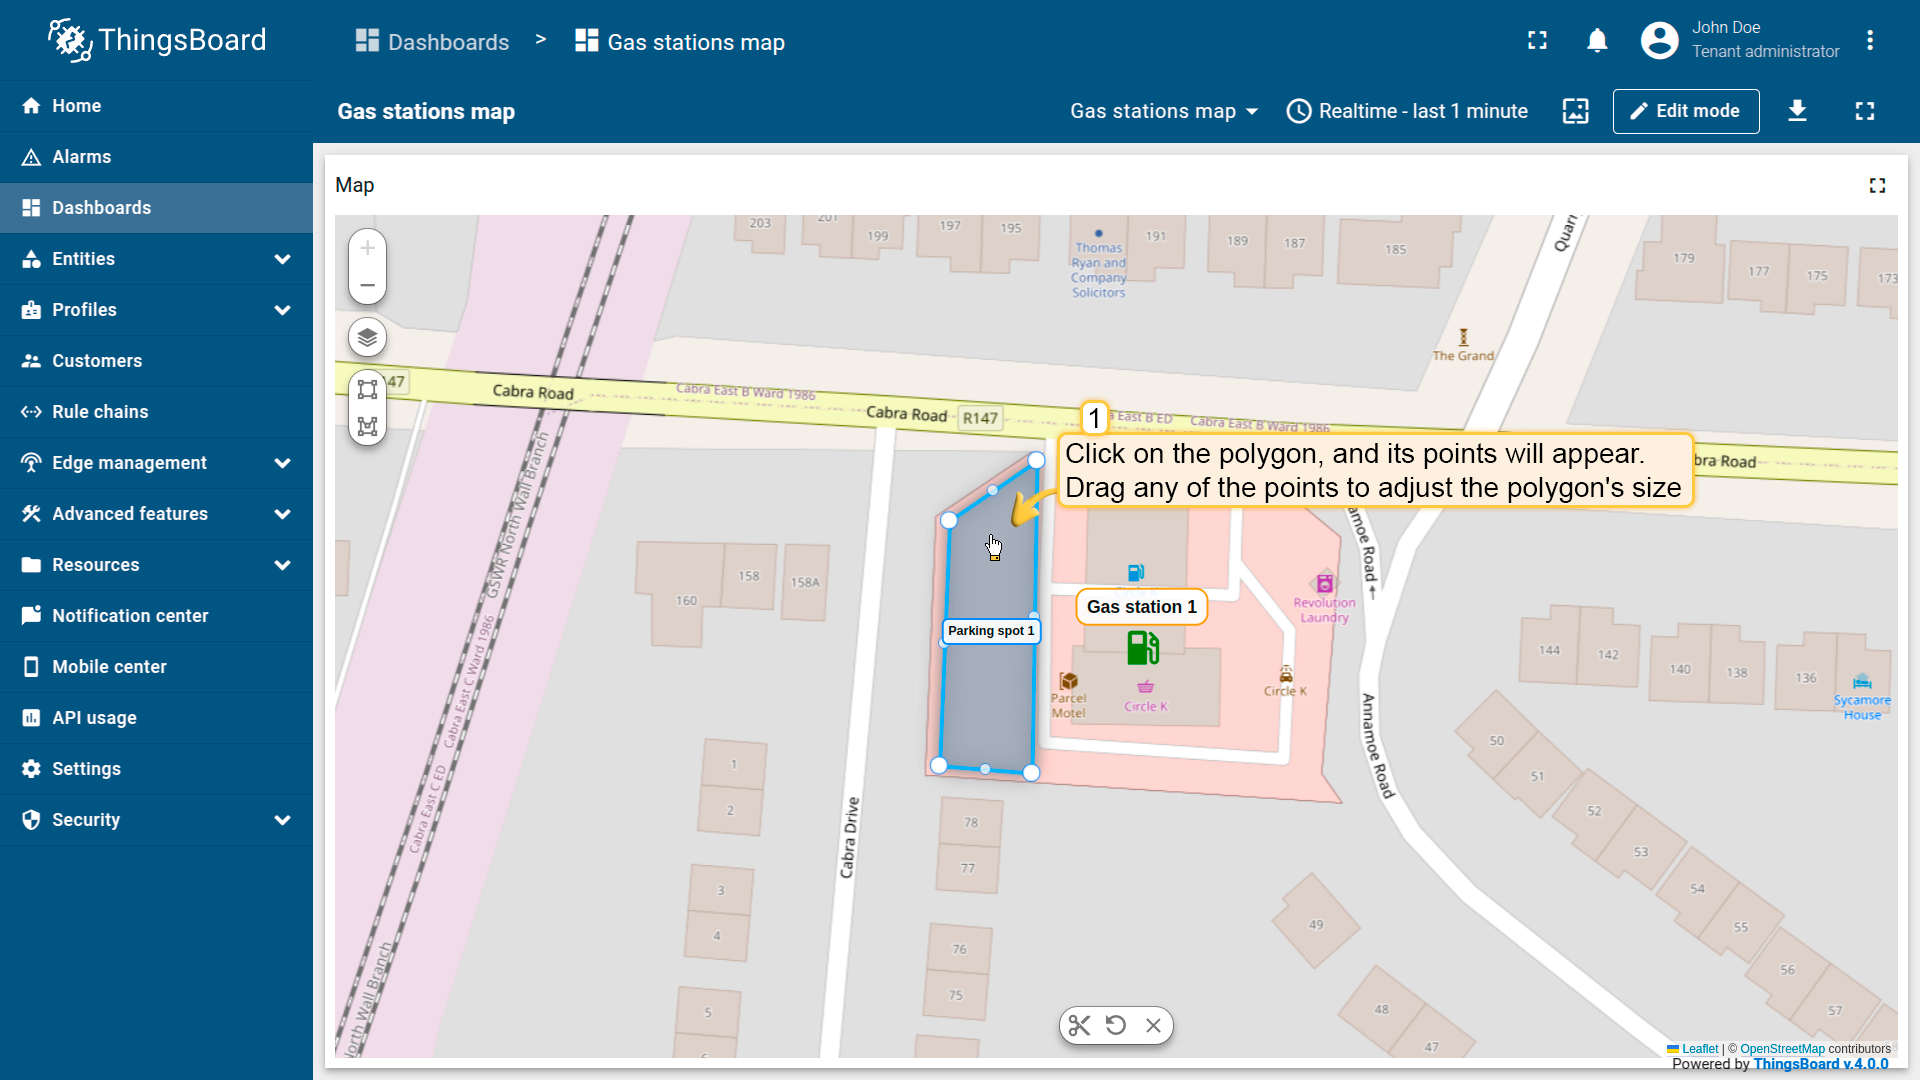 ThingsBoard
Dashboards > Gas stations map
John Doe
Tenant administrator
Home
Alarms
Dashboards
Entities
Profiles
Customers
Rule chains
Edge management
Advanced features
Resources
Notification center
Mobile center
API usage
Settings
Security
Gas stations map
Gas stations map
Realtime - last 1 minute
Edit mode
Map
203
201
199
197
195
191
189
187
185
179
177
175
173
Thomas
Ryan and
Company
Solicitors
Quarr
The Grand
47
Cabra Road
Cabra East B Ward 1986
Cabra Road
R147
East B ED
Cabra East B Ward 1986
bra Road
1
Click on the polygon, and its points will appear.
Drag any of the points to adjust the polygon's size
GSWR North Wall Branch
Cabra East C Ward 1986
Cabra East C ED
North Wall Branch
160
158
158A
Parking spot 1
Gas station 1
Parcel
Motel
Circle K
Circle K
Revolution
Laundry
amoe Road
Annamoe Road
144
142
140
138
136
Sycamore
House
1
2
3
4
5
Cabra Drive
78
77
76
75
50
51
52
53
54
55
56
57
49
48
47
Leaflet | © OpenStreetMap contributors
Powered by ThingsBoard v.4.0.0